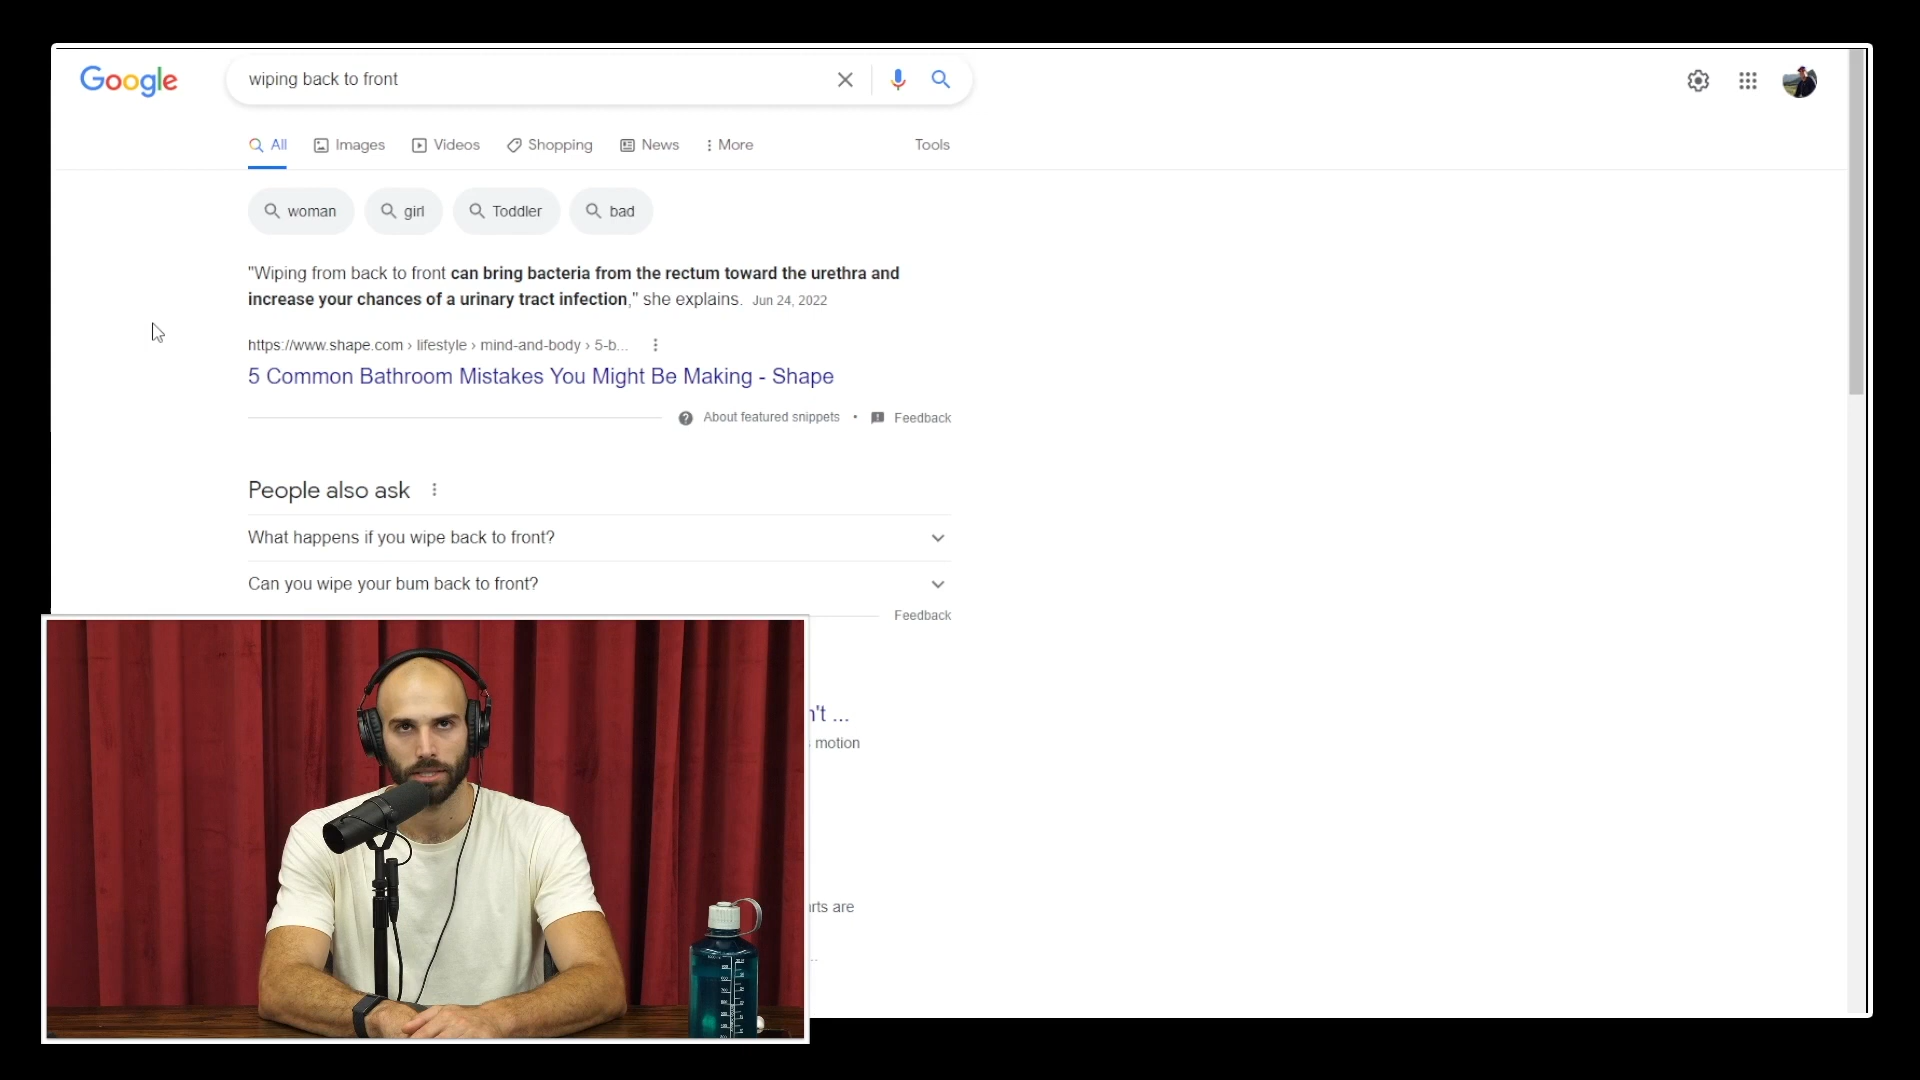 Google
wiping back to front
All Images Videos Shopping News More Tools
woman girl Toddler bad
"Wiping from back to front can bring bacteria from the rectum toward the urethra and
increase your chances of a urinary tract infection," she explains. Jun 24, 2022
https://www.shape.com › lifestyle › mind-and-body › 5-b...
5 Common Bathroom Mistakes You Might Be Making - Shape
About featured snippets • Feedback
People also ask
What happens if you wipe back to front?
Can you wipe your bum back to front?
Feedback
n't ...
motion
rts are